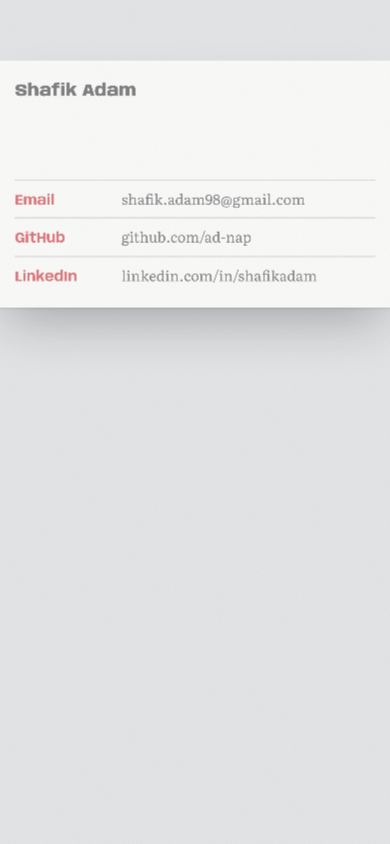 Shafik Adam
Email shafik.adam98@gmail.com
GitHub github.com/ad-nap
LinkedIn linkedin.com/in/shafikadam